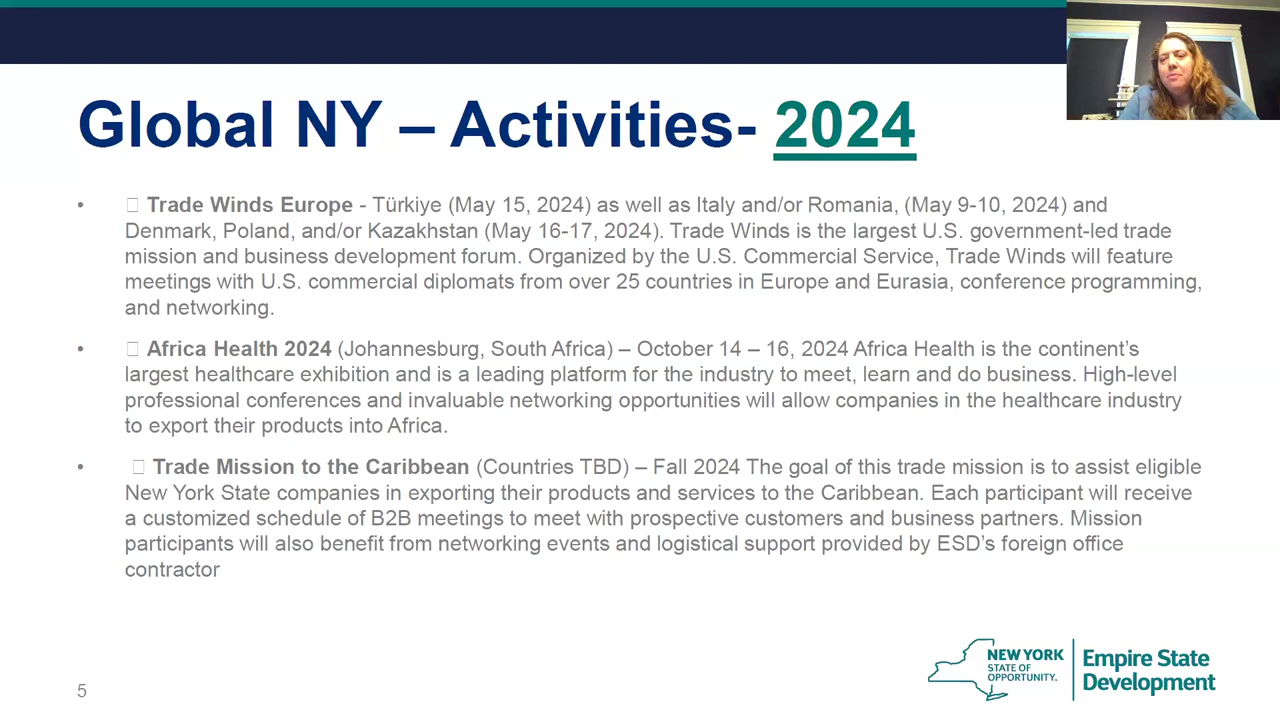 Global NY – Activities- 2024
• Trade Winds Europe - Türkiye (May 15, 2024) as well as Italy and/or Romania, (May 9-10, 2024) and
Denmark, Poland, and/or Kazakhstan (May 16-17, 2024). Trade Winds is the largest U.S. government-led trade
mission and business development forum. Organized by the U.S. Commercial Service, Trade Winds will feature
meetings with U.S. commercial diplomats from over 25 countries in Europe and Eurasia, conference programming,
and networking.
• Africa Health 2024 (Johannesburg, South Africa) – October 14 – 16, 2024 Africa Health is the continent’s
largest healthcare exhibition and is a leading platform for the industry to meet, learn and do business. High-level
professional conferences and invaluable networking opportunities will allow companies in the healthcare industry
to export their products into Africa.
• Trade Mission to the Caribbean (Countries TBD) – Fall 2024 The goal of this trade mission is to assist eligible
New York State companies in exporting their products and services to the Caribbean. Each participant will receive
a customized schedule of B2B meetings to meet with prospective customers and business partners. Mission
participants will also benefit from networking events and logistical support provided by ESD’s foreign office
contractor
5
NEW YORK
STATE OF
OPPORTUNITY.
Empire State
Development